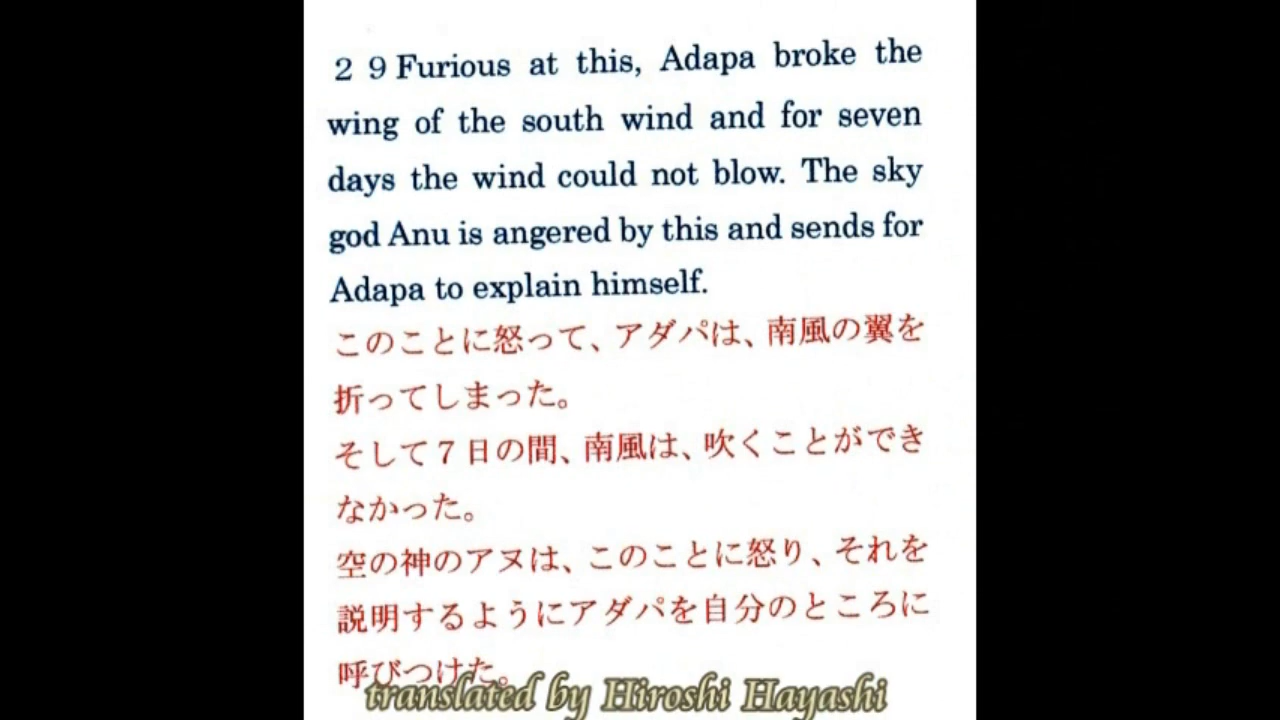 ２９Furious at this, Adapa broke the
wing of the south wind and for seven
days the wind could not blow. The sky
god Anu is angered by this and sends for
Adapa to explain himself.
このことに怒って、アダパは、南風の翼を
折ってしまった。
そして７日の間、南風は、吹くことができ
なかった。
空の神のアヌは、このことに怒り、それを
説明するようにアダパを自分のところに
呼びつけた。
translated by Hiroshi Hayashi